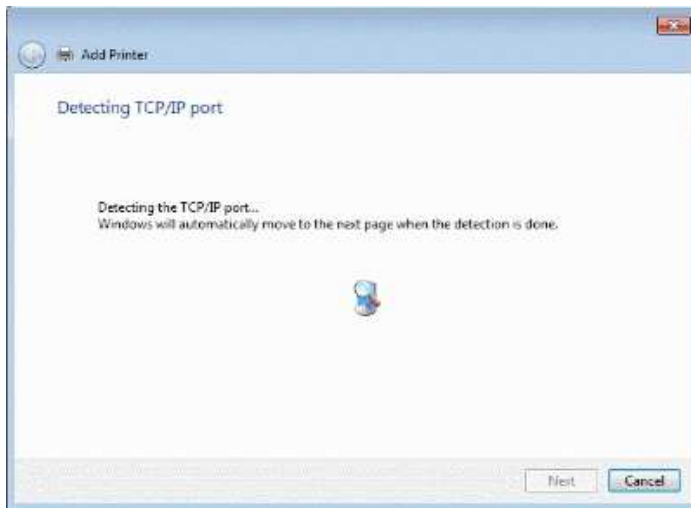 Add Printer
Detecting TCP/IP port
Detecting the TCP/IP port...
Windows will automatically move to the next page when the detection is done.
Next
Cancel